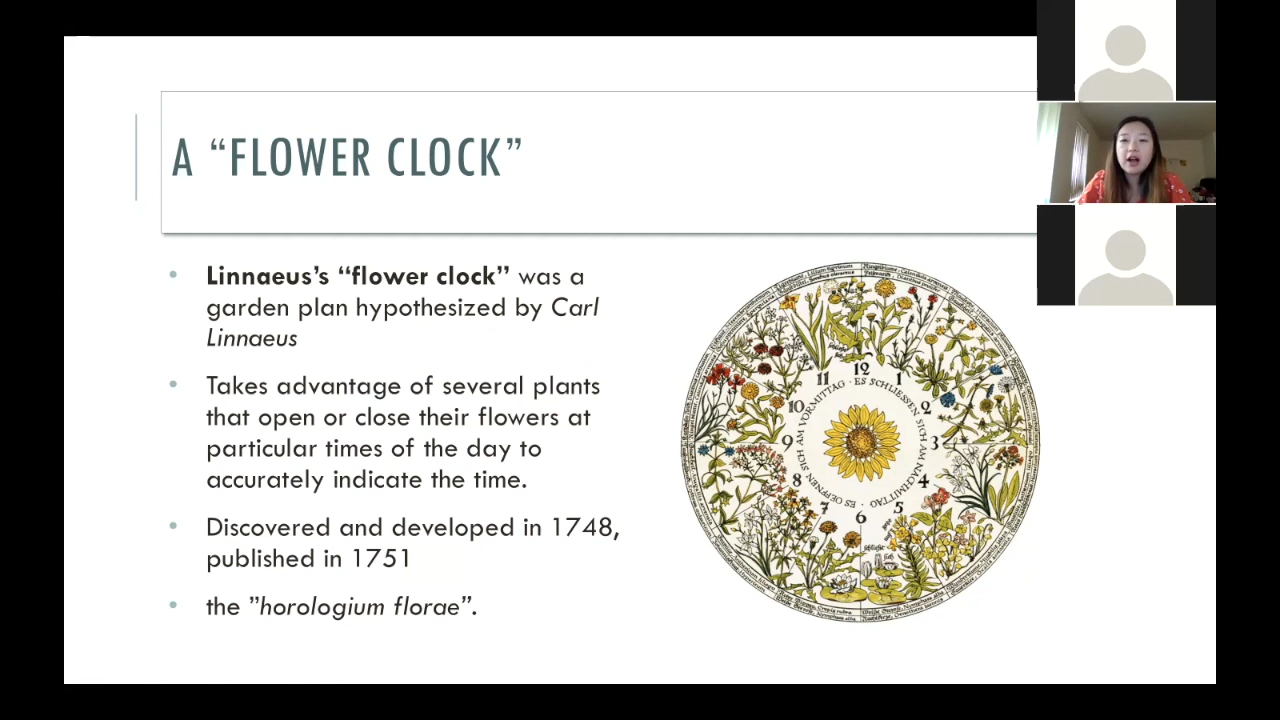 A “FLOWER CLOCK”
• Linnaeus’s “flower clock” was a
garden plan hypothesized by Carl
Linnaeus
• Takes advantage of several plants
that open or close their flowers at
particular times of the day to
accurately indicate the time.
• Discovered and developed in 1748,
published in 1751
• the ”horologium florae”.
12
1
2
3
4
5
6
7
8
9
10
11
ES SCHLIESSEN SICH AM NACHMITTAG
ES OEFFNEN SICH AM VORMITTAG